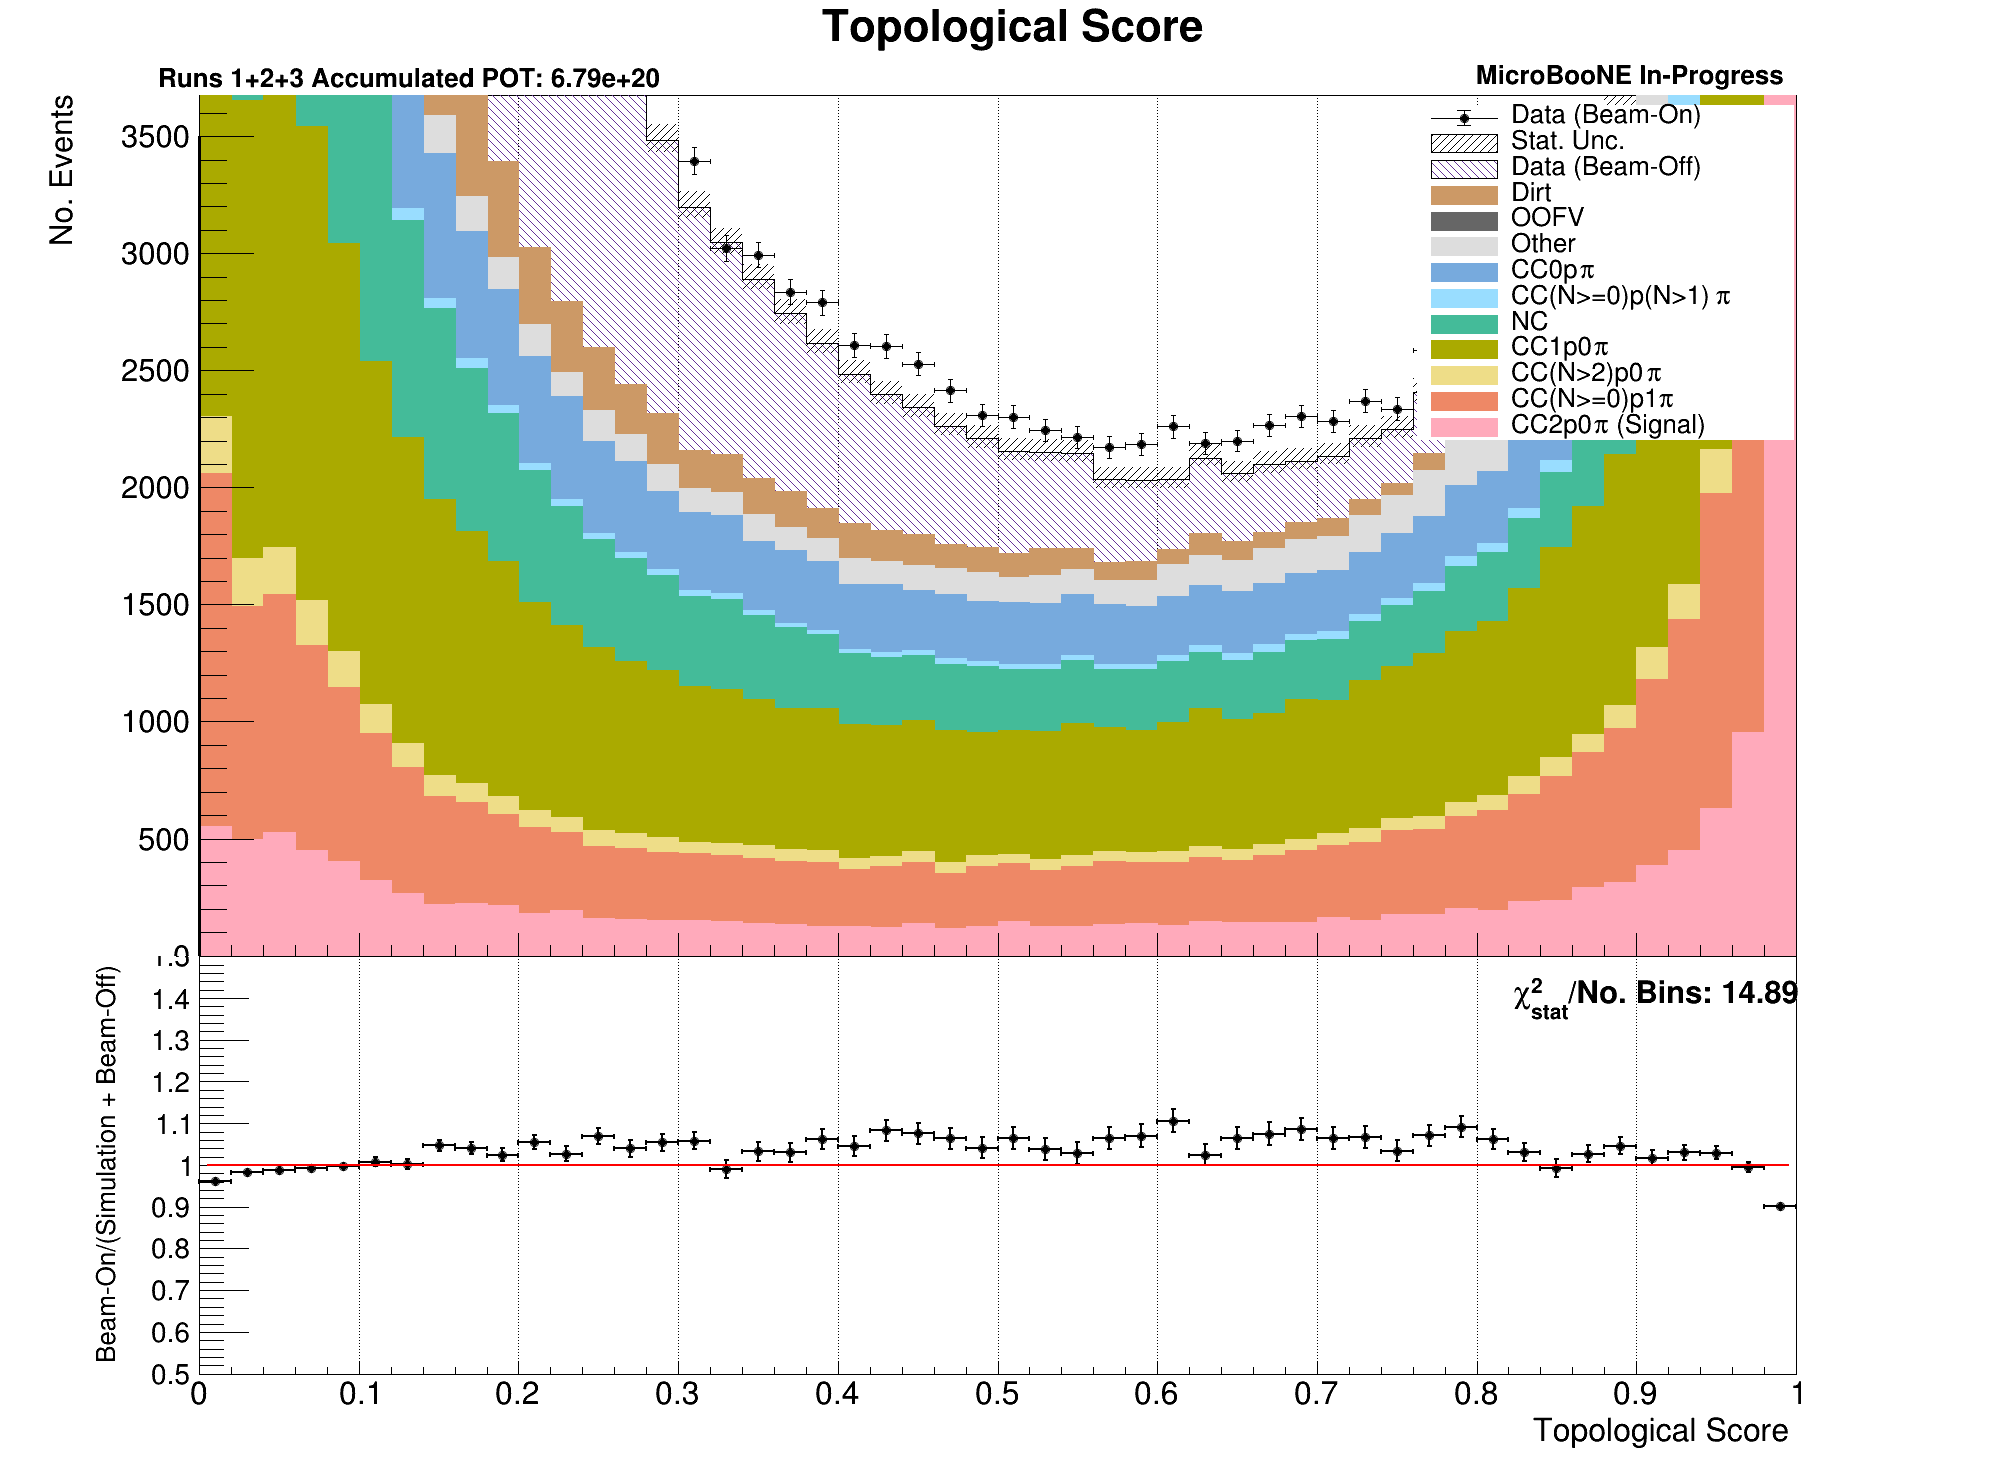 Topological Score
Runs 1+2+3 Accumulated POT: 6.79e+20
MicroBooNE In-Progress
No. Events
3500
3000
2500
2000
1500
1000
500
0
Data (Beam-On)
Stat. Unc.
Data (Beam-Off)
Dirt
OOFV
Other
CC0pπ
CC(N>=0)p(N>1) π
NC
CC1p0π
CC(N>2)p0π
CC(N>=0)p1π
CC2p0π (Signal)
Beam-On/(Simulation + Beam-Off)
1.5
1.4
1.3
1.2
1.1
1
0.9
0.8
0.7
0.6
0.5
χ²stat/No. Bins: 14.89
0 0.1 0.2 0.3 0.4 0.5 0.6 0.7 0.8 0.9 1
Topological Score